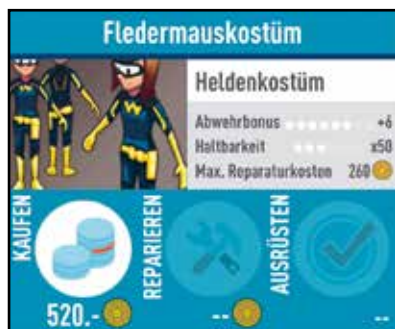 Fledermauskostüm
Heldenkostüm
Abwehrbonus +6
Haltbarkeit x50
Max. Reparaturkosten 260
KAUFEN
520.-
REPARIEREN
--
AUSRÜSTEN
--